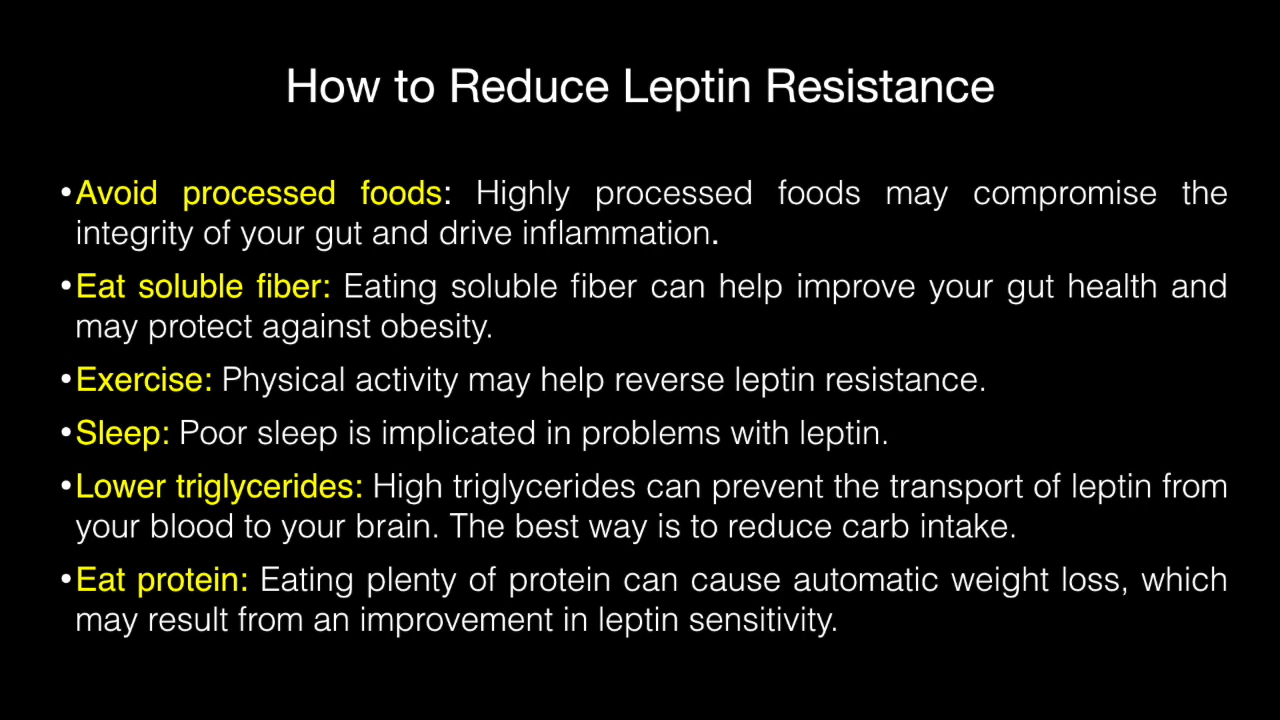 How to Reduce Leptin Resistance
•Avoid processed foods: Highly processed foods may compromise the
integrity of your gut and drive inflammation.
•Eat soluble fiber: Eating soluble fiber can help improve your gut health and
may protect against obesity.
•Exercise: Physical activity may help reverse leptin resistance.
•Sleep: Poor sleep is implicated in problems with leptin.
•Lower triglycerides: High triglycerides can prevent the transport of leptin from
your blood to your brain. The best way is to reduce carb intake.
•Eat protein: Eating plenty of protein can cause automatic weight loss, which
may result from an improvement in leptin sensitivity.